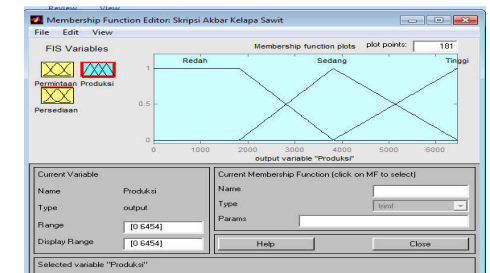 Review View
Membership Function Editor: Skripsi Akbar Kelapa Sawit
File Edit View
FIS Variables
Membership function plots plot points: 181
Redah Sedang Tinggi
Permintaan Produksi
Persediaan
1
0.5
0
0 1000 2000 3000 4000 5000 6000
output variable "Produksi"
Current Variable
Name Produksi
Type output
Range [0 6454]
Display Range [0 6454]
Current Membership Function (click on MF to select)
Name
Type trimf
Params
Help Close
Selected variable "Produksi"